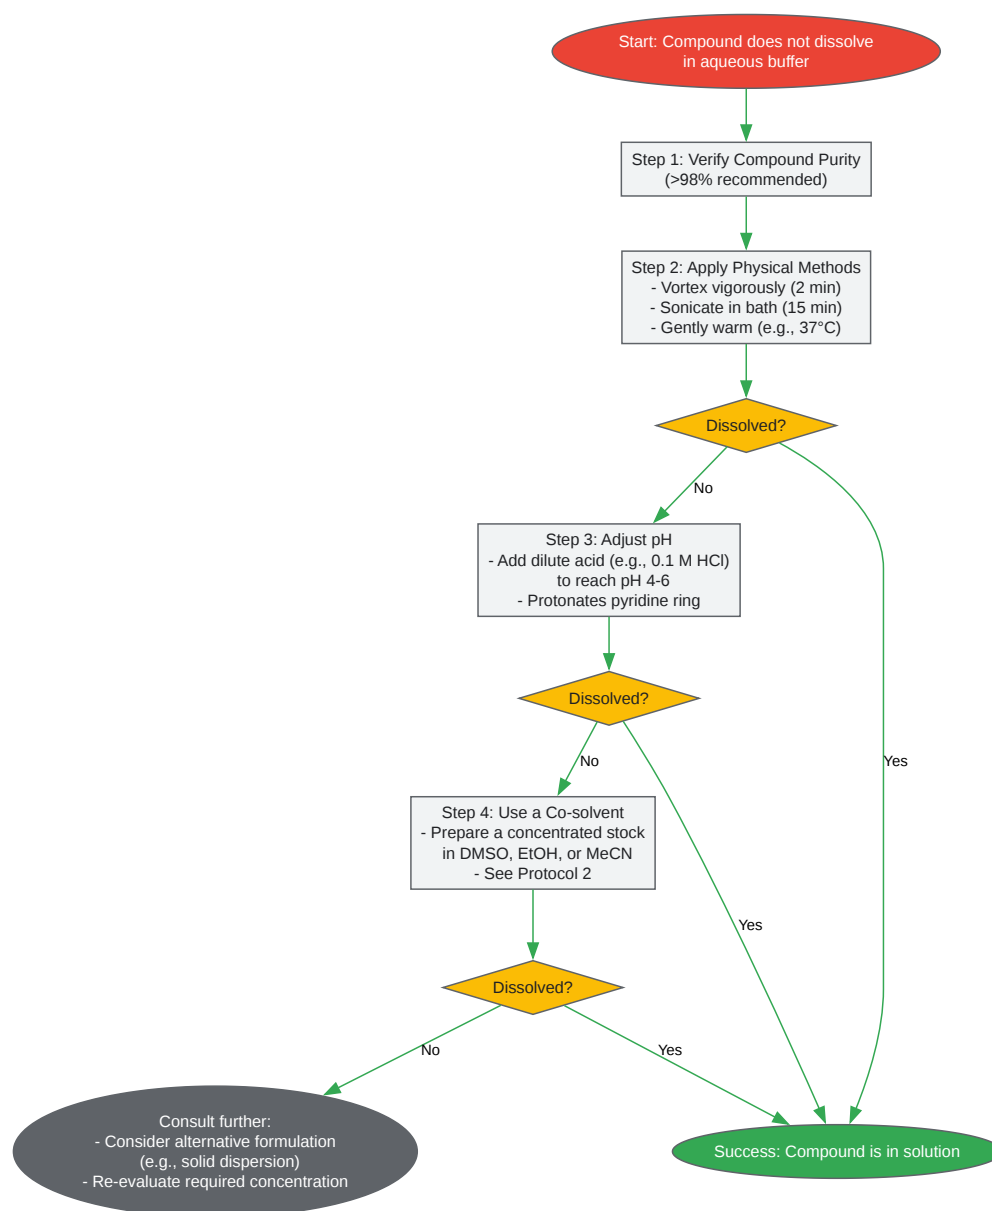 Start: Compound does not dissolve
in aqueous buffer
Step 1: Verify Compound Purity
(>98% recommended)
Step 2: Apply Physical Methods
- Vortex vigorously (2 min)
- Sonicate in bath (15 min)
- Gently warm (e.g., 37°C)
Dissolved?
No
Step 3: Adjust pH
- Add dilute acid (e.g., 0.1 M HCl)
to reach pH 4-6
- Protonates pyridine ring
Dissolved?
No
Yes
Step 4: Use a Co-solvent
- Prepare a concentrated stock
in DMSO, EtOH, or MeCN
- See Protocol 2
Yes
Dissolved?
No
Yes
Consult further:
- Consider alternative formulation
(e.g., solid dispersion)
- Re-evaluate required concentration
Success: Compound is in solution